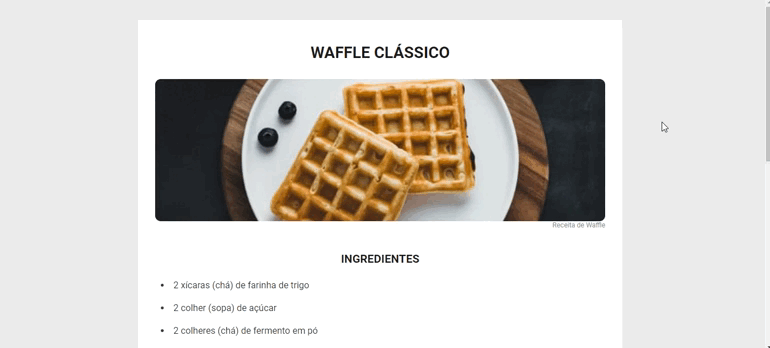 WAFFLE CLÁSSICO
Receita de Waffle
INGREDIENTES
2 xícaras (chá) de farinha de trigo
2 colher (sopa) de açúcar
2 colheres (chá) de fermento em pó